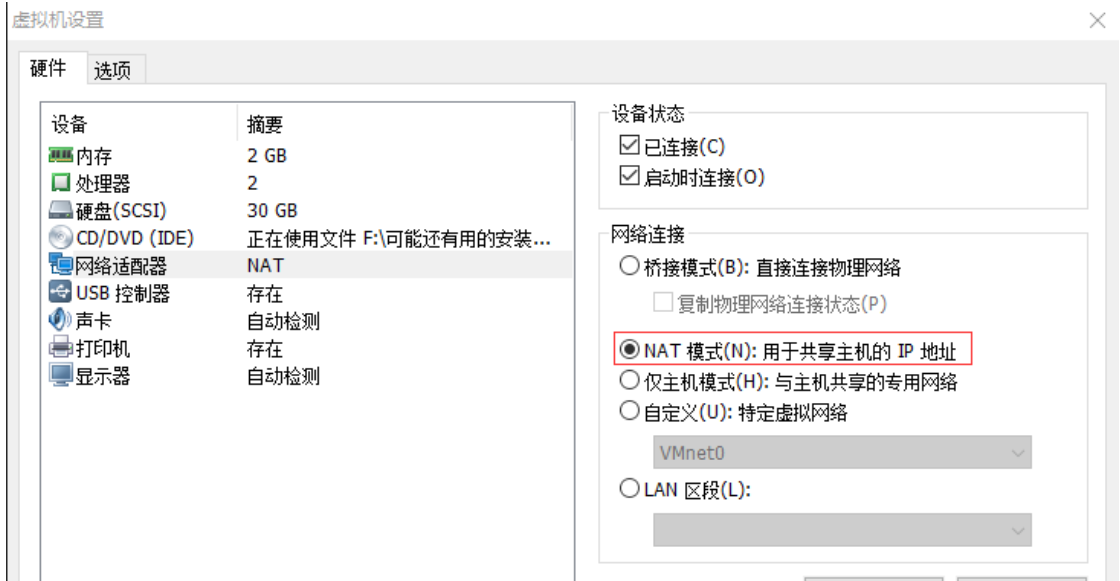 虚拟机设置
硬件 选项
设备 摘要
内存 2 GB
处理器 2
硬盘(SCSI) 30 GB
CD/DVD (IDE) 正在使用文件 F:\可能还有用的安装...
网络适配器 NAT
USB 控制器 存在
声卡 自动检测
打印机 存在
显示器 自动检测
设备状态
已连接(C)
启动时连接(O)
网络连接
桥接模式(B): 直接连接物理网络
复制物理网络连接状态(P)
NAT 模式(N): 用于共享主机的 IP 地址
仅主机模式(H): 与主机共享的专用网络
自定义(U): 特定虚拟网络
VMnet0
LAN 区段(L):